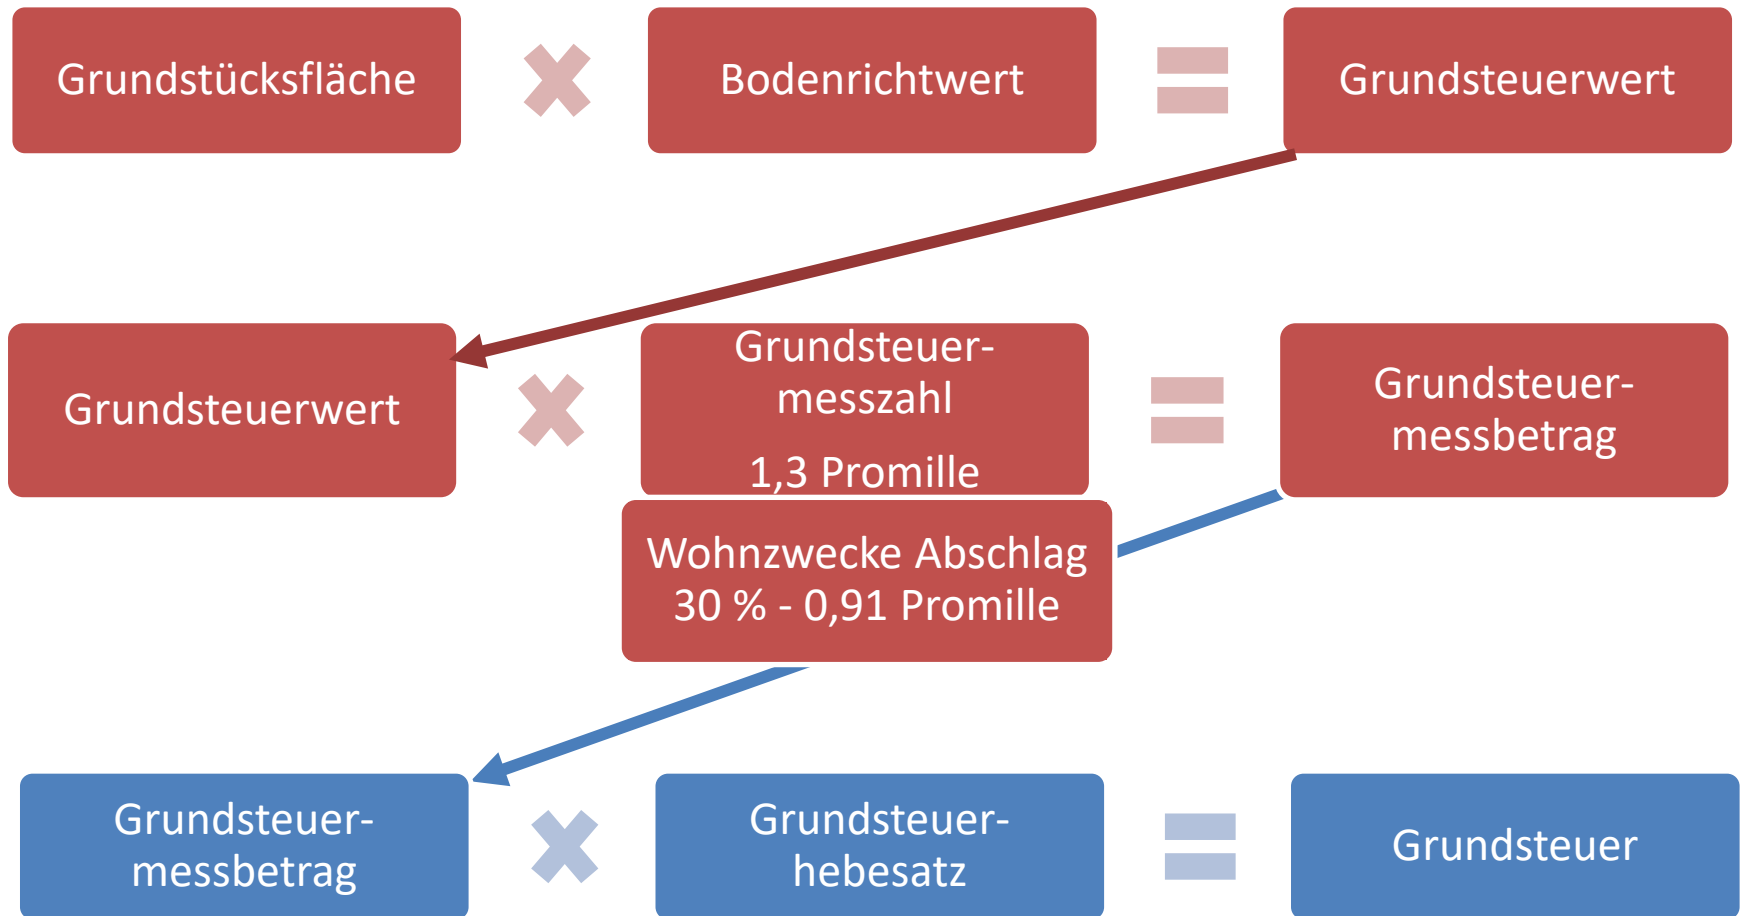 Grundstücksfläche
Bodenrichtwert
Grundsteuerwert
Grundsteuerwert
Grundsteuer-
messzahl
1,3 Promille
Grundsteuer-
messbetrag
Wohnzwecke Abschlag
30 % - 0,91 Promille
Grundsteuer-
messbetrag
Grundsteuer-
hebesatz
Grundsteuer